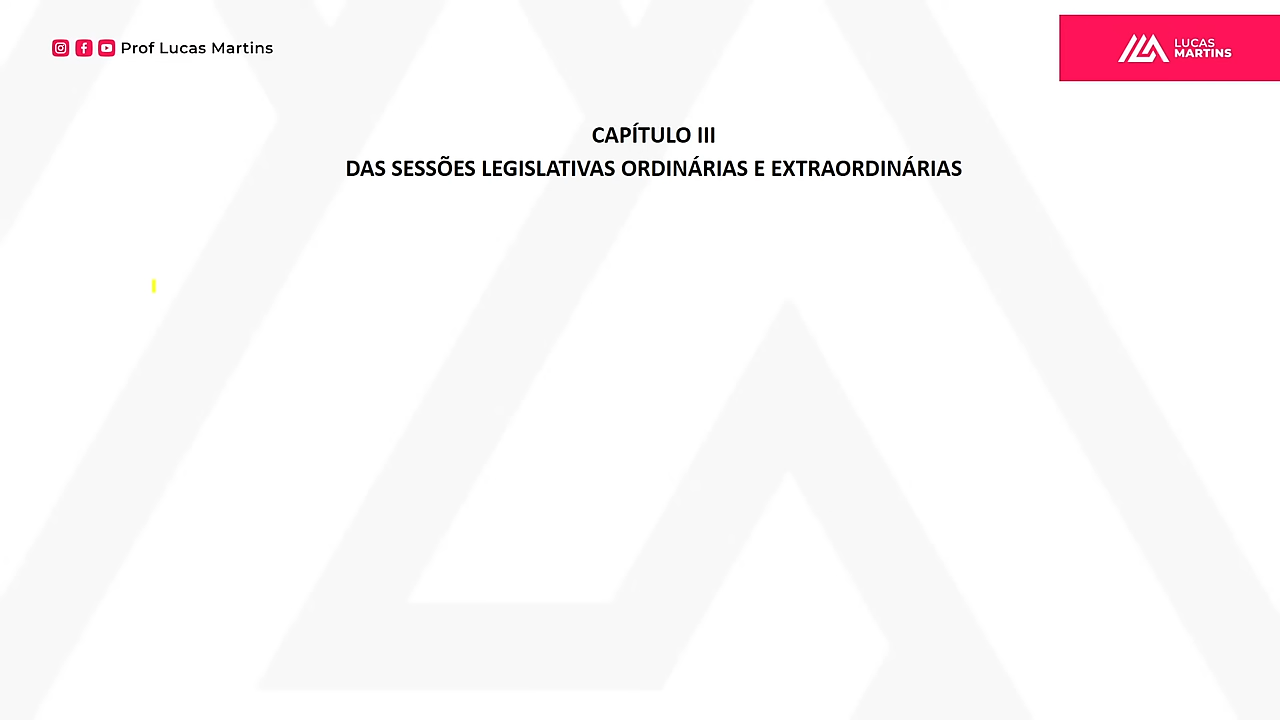 Prof Lucas Martins
LUCAS
MARTINS
CAPÍTULO III
DAS SESSÕES LEGISLATIVAS ORDINÁRIAS E EXTRAORDINÁRIAS